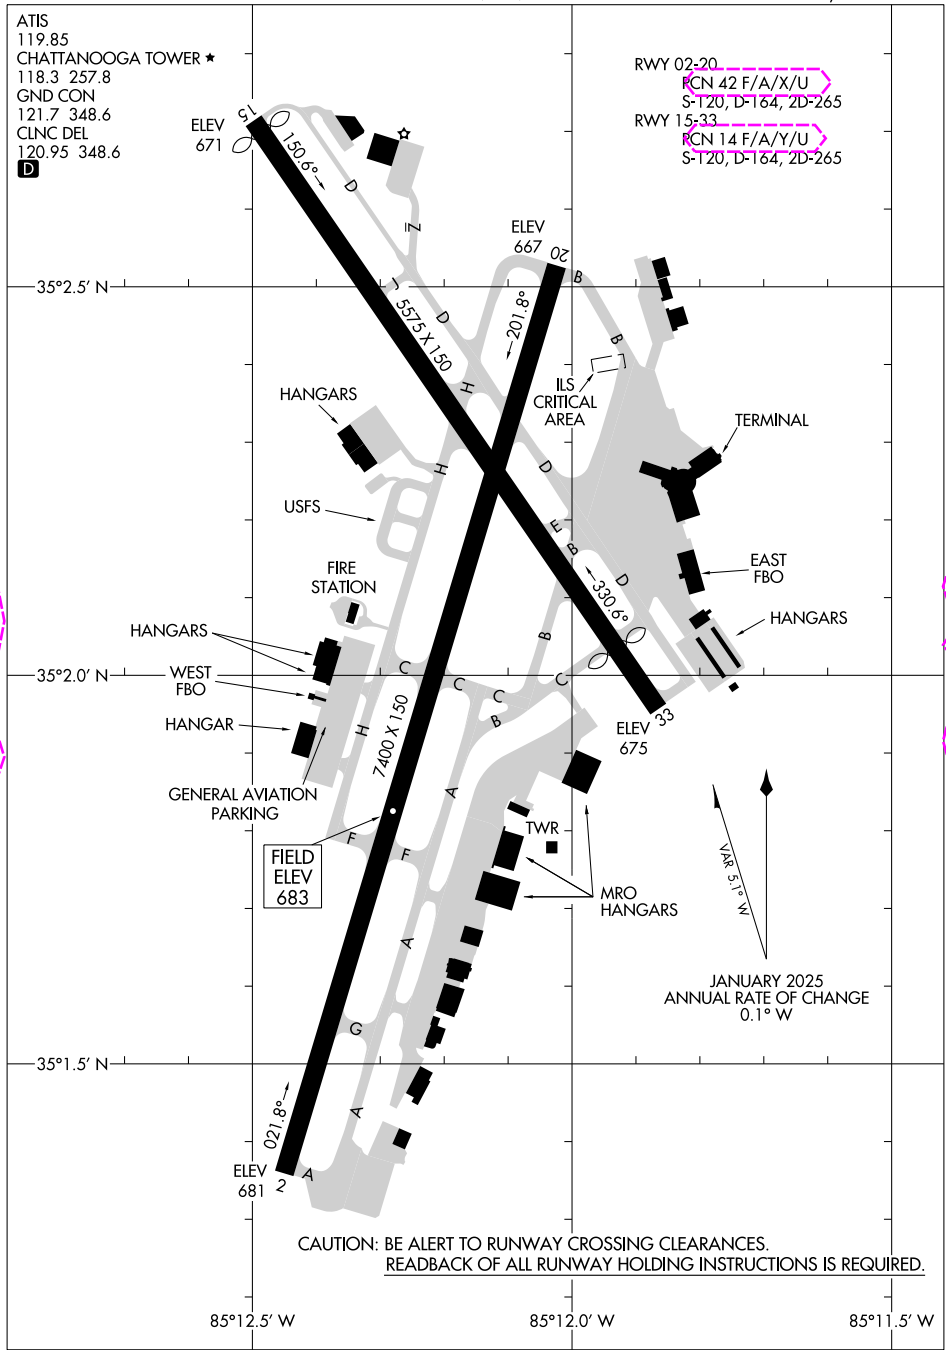 ATIS
119.85
CHATTANOOGA TOWER ★
118.3 257.8
GND CON
121.7 348.6
CLNC DEL
120.95 348.6
D
RWY 02-20
PCN 42 F/A/X/U
S-120, D-164, 2D-265
RWY 15-33
PCN 14 F/A/Y/U
S-120, D-164, 2D-265
15
ELEV
671
150.6°
D
Z
ELEV
667
20
B
35°2.5' N
J
5575 X 150
D
201.8°
B
H
ILS
CRITICAL
AREA
HANGARS
TERMINAL
H
D
USFS
E
B
EAST
FBO
FIRE
STATION
D
330.6°
HANGARS
HANGARS
B
35°2.0' N
C
C
C
C
WEST
FBO
B
33
ELEV
675
HANGAR
H
7400 X 150
GENERAL AVIATION
PARKING
A
TWR
F
F
FIELD
ELEV
683
VAR 5.1° W
MRO
HANGARS
A
JANUARY 2025
ANNUAL RATE OF CHANGE
0.1° W
G
35°1.5' N
021.8°
A
ELEV
681
2
A
CAUTION: BE ALERT TO RUNWAY CROSSING CLEARANCES.
READBACK OF ALL RUNWAY HOLDING INSTRUCTIONS IS REQUIRED.
85°12.5' W
85°12.0' W
85°11.5' W